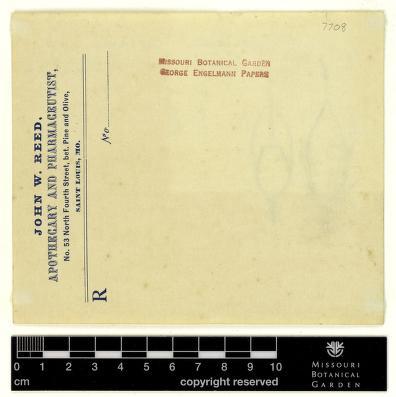 7708
MISSOURI BOTANICAL GARDEN
GEORGE ENGELMANN PAPERS
JOHN W. REED,
APOTHECARY AND PHARMACEUTIST,
No. 53 North Fourth Street, bet. Pine and Olive,
SAINT LOUIS, MO.
No
R
0 1 2 3 4 5 6 7 8 9 10
cm
copyright reserved
MISSOURI
BOTANICAL
GARDEN